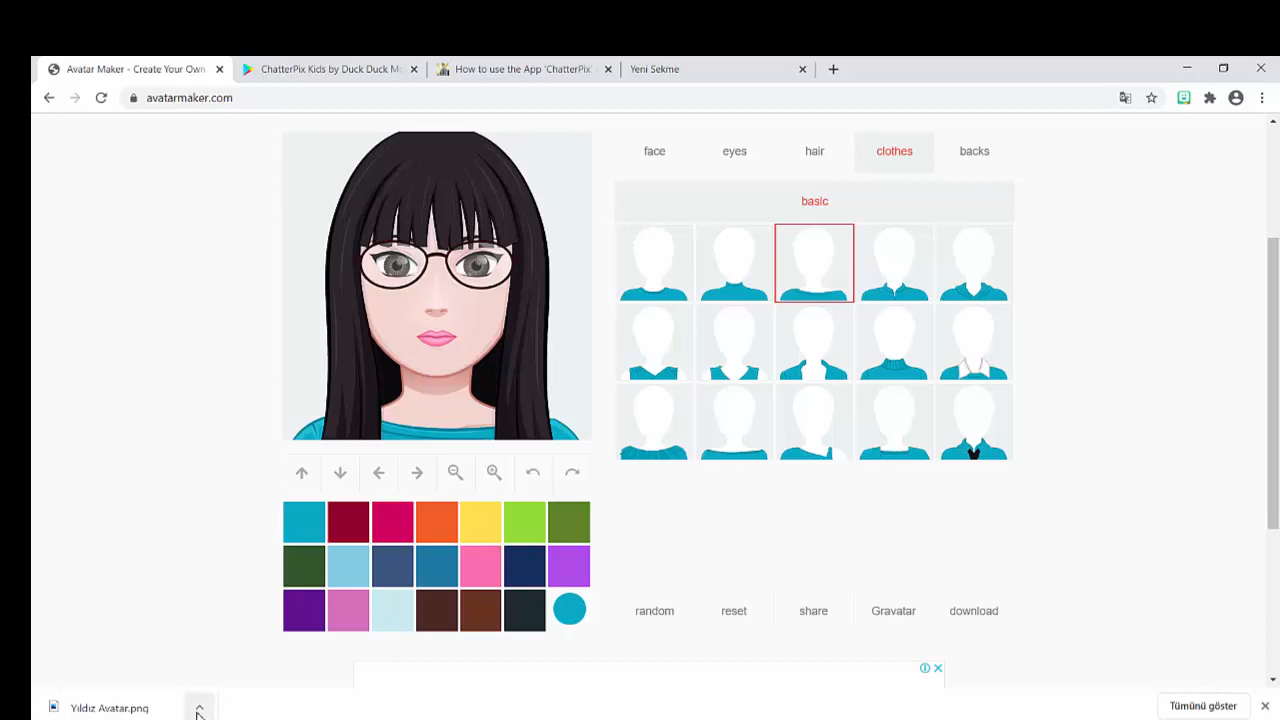 Avatar Maker - Create Your Own
ChatterPix Kids by Duck Duck Mo
How to use the App 'ChatterPix'
Yeni Sekme
avatarmaker.com
face
eyes
hair
clothes
backs
basic
random
reset
share
Gravatar
download
Yıldız Avatar.png
Tümünü göster